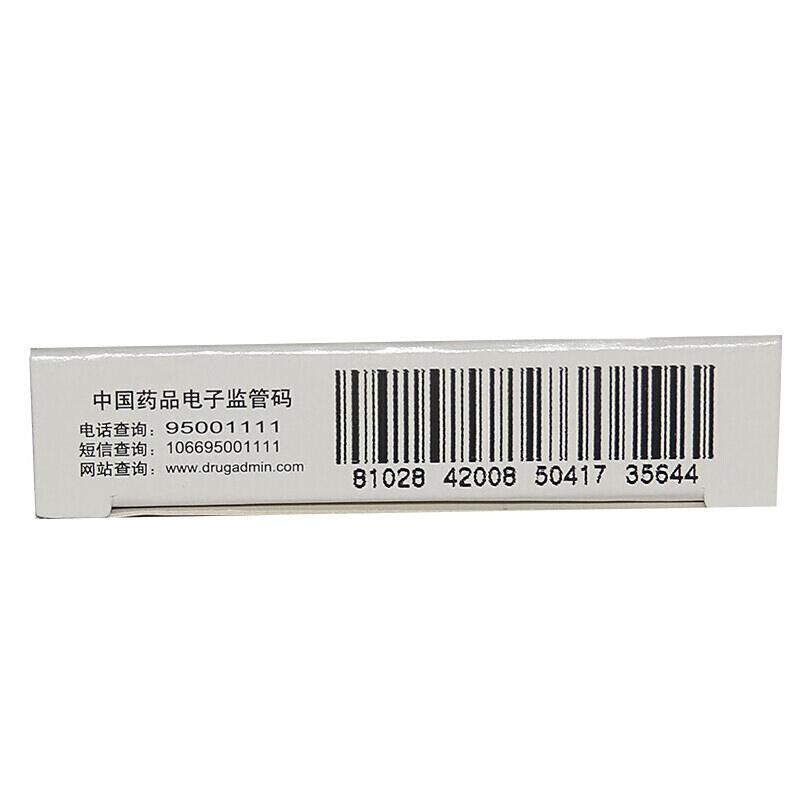 中国药品电子监管码
电话查询：95001111
短信查询：106695001111
网站查询：www.drugadmin.com
81028 42008 50417 35644